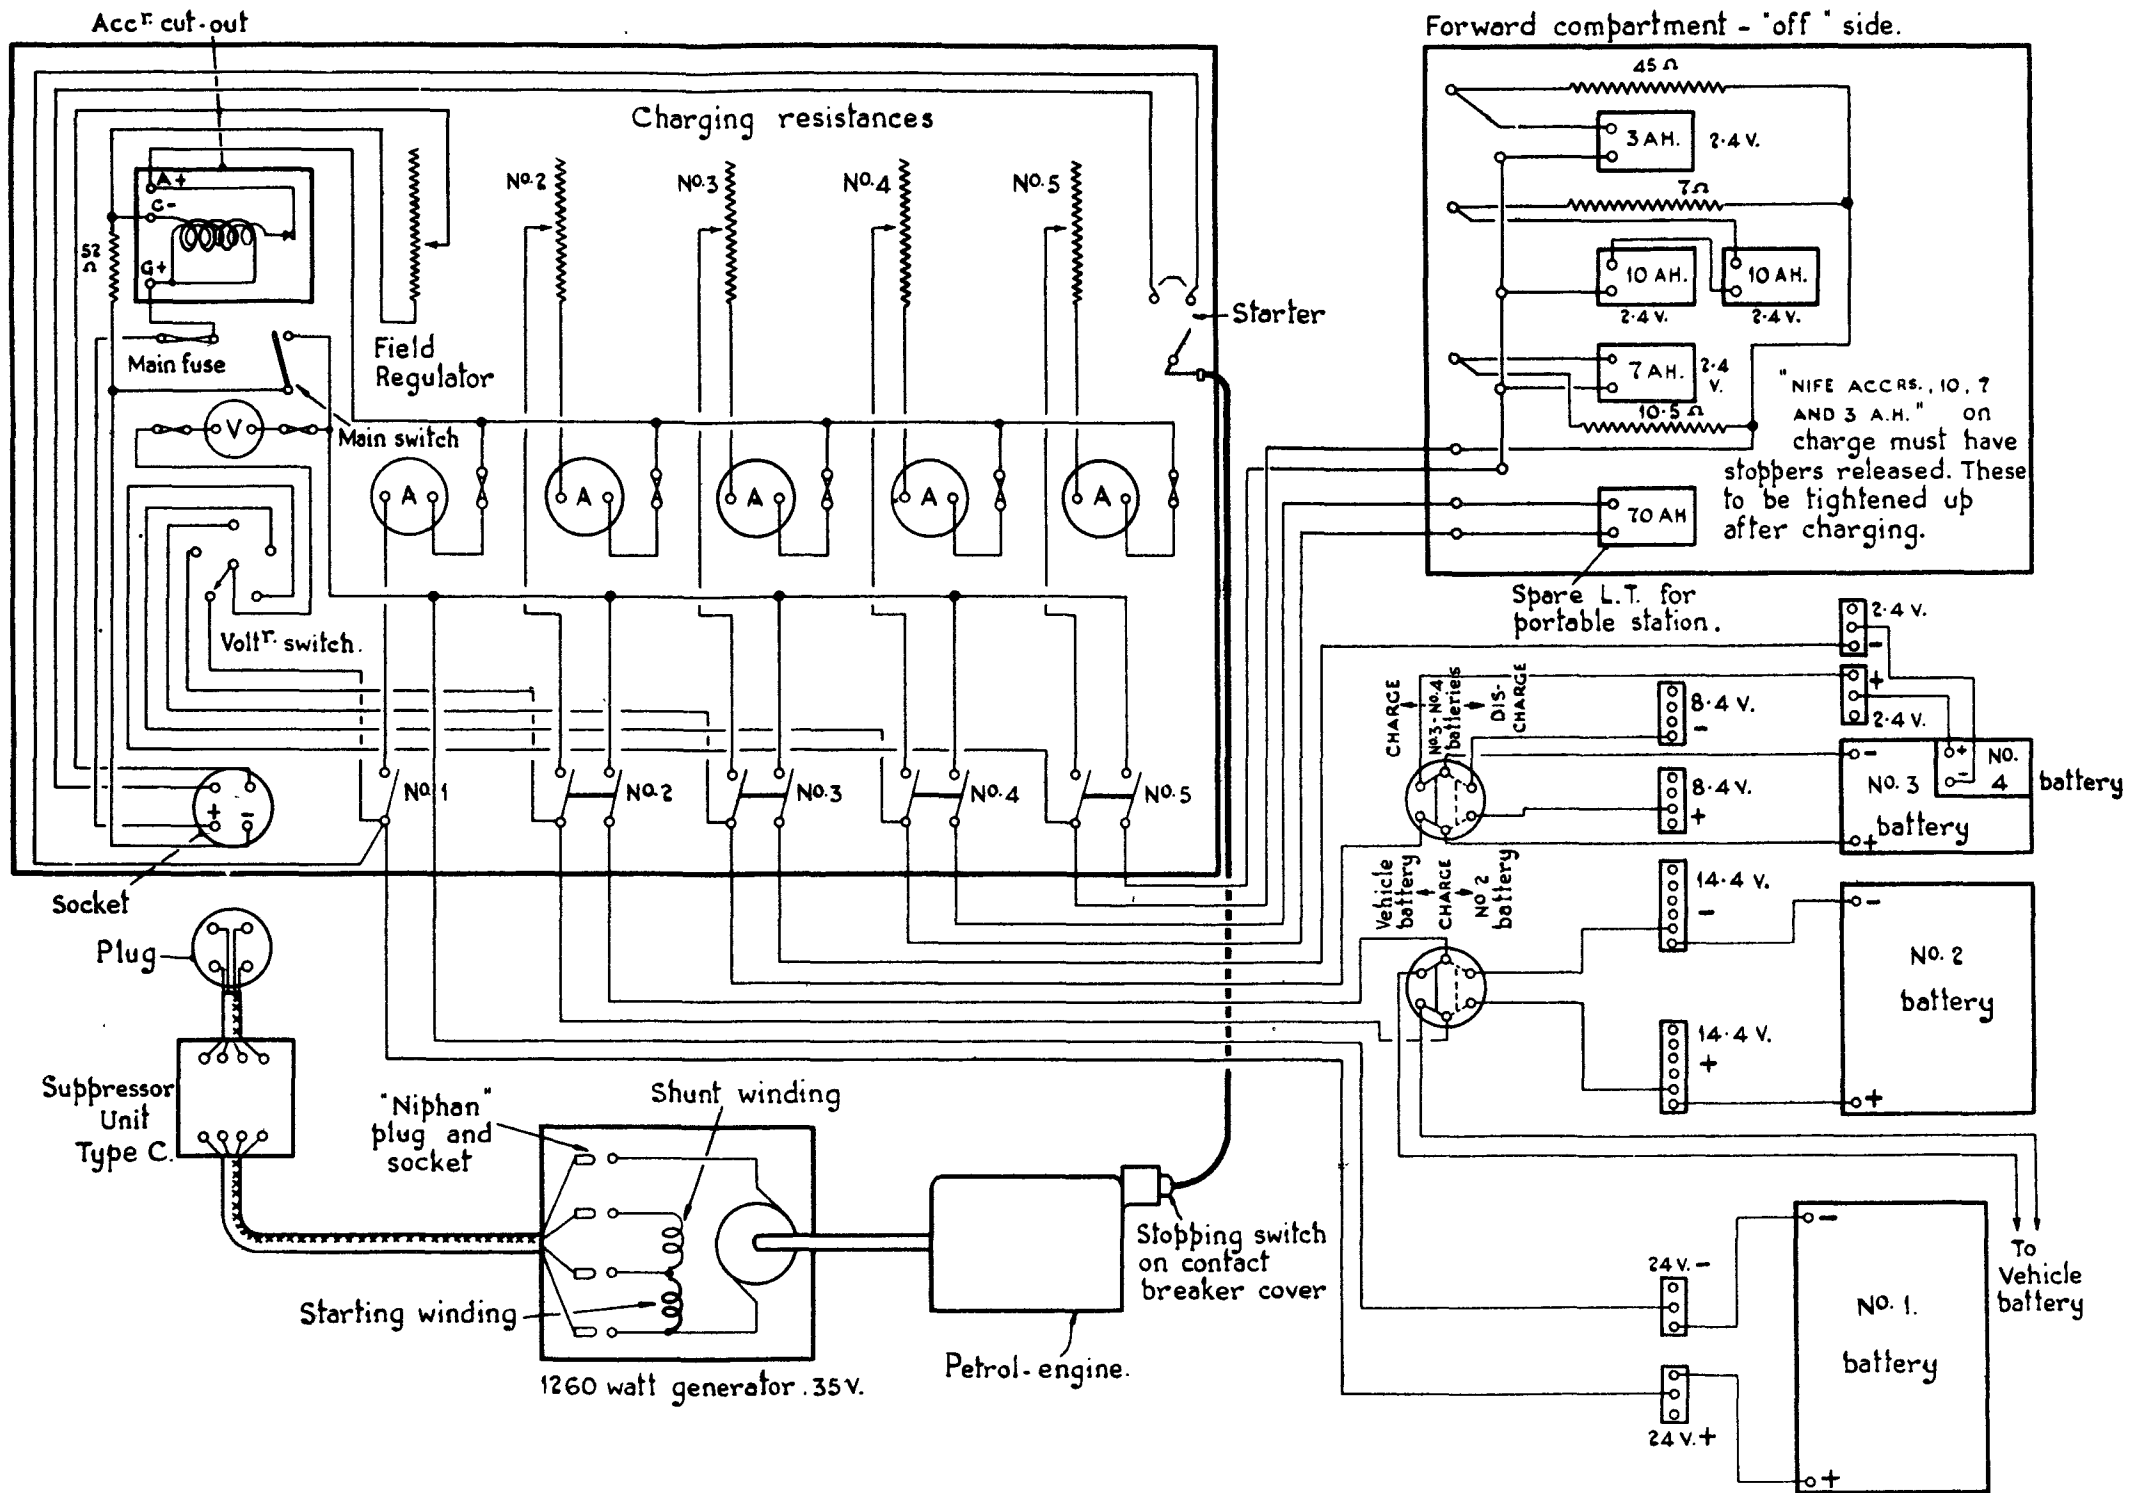 Accr. cut-out
Forward compartment - "off" side.
Charging resistances
45 Ω
3 AH.
2·4 V.
7 Ω
10 AH.
10 AH.
2·4 V.
2·4 V.
7 AH.
2·4
V.
10·5 Ω
"NIFE ACCRS., 10, 7
AND 3 A.H." on
charge must have
stoppers released. These
to be tightened up
after charging.
70 AH
Spare L.T. for
portable station.
A +
C -
G +
52
Ω
Main fuse
Field
Regulator
No. 2
No. 3
No. 4
No. 5
Starter
V
Main switch
A
A
A
A
A
Voltr. switch.
No. 1
No. 2
No. 3
No. 4
No. 5
+
-
Socket
Plug
Suppressor
Unit
Type C.
"Niphan"
plug and
socket
Shunt winding
Starting winding
1260 watt generator. 35 V.
Petrol-engine.
Stopping switch
on contact
breaker cover
CHARGE
No. 3 - No. 4
batteries
DIS-
CHARGE
2·4 V.
-
+
2·4 V.
8·4 V.
-
8·4 V.
+
-
No. 3
battery
+
+
-
No.
4
battery
Vehicle
battery
CHARGE
No 2
battery
14·4 V.
-
14·4 V.
+
-
No. 2
battery
+
To
Vehicle
battery
24 V. -
24 V. +
-
No. 1.
battery
+